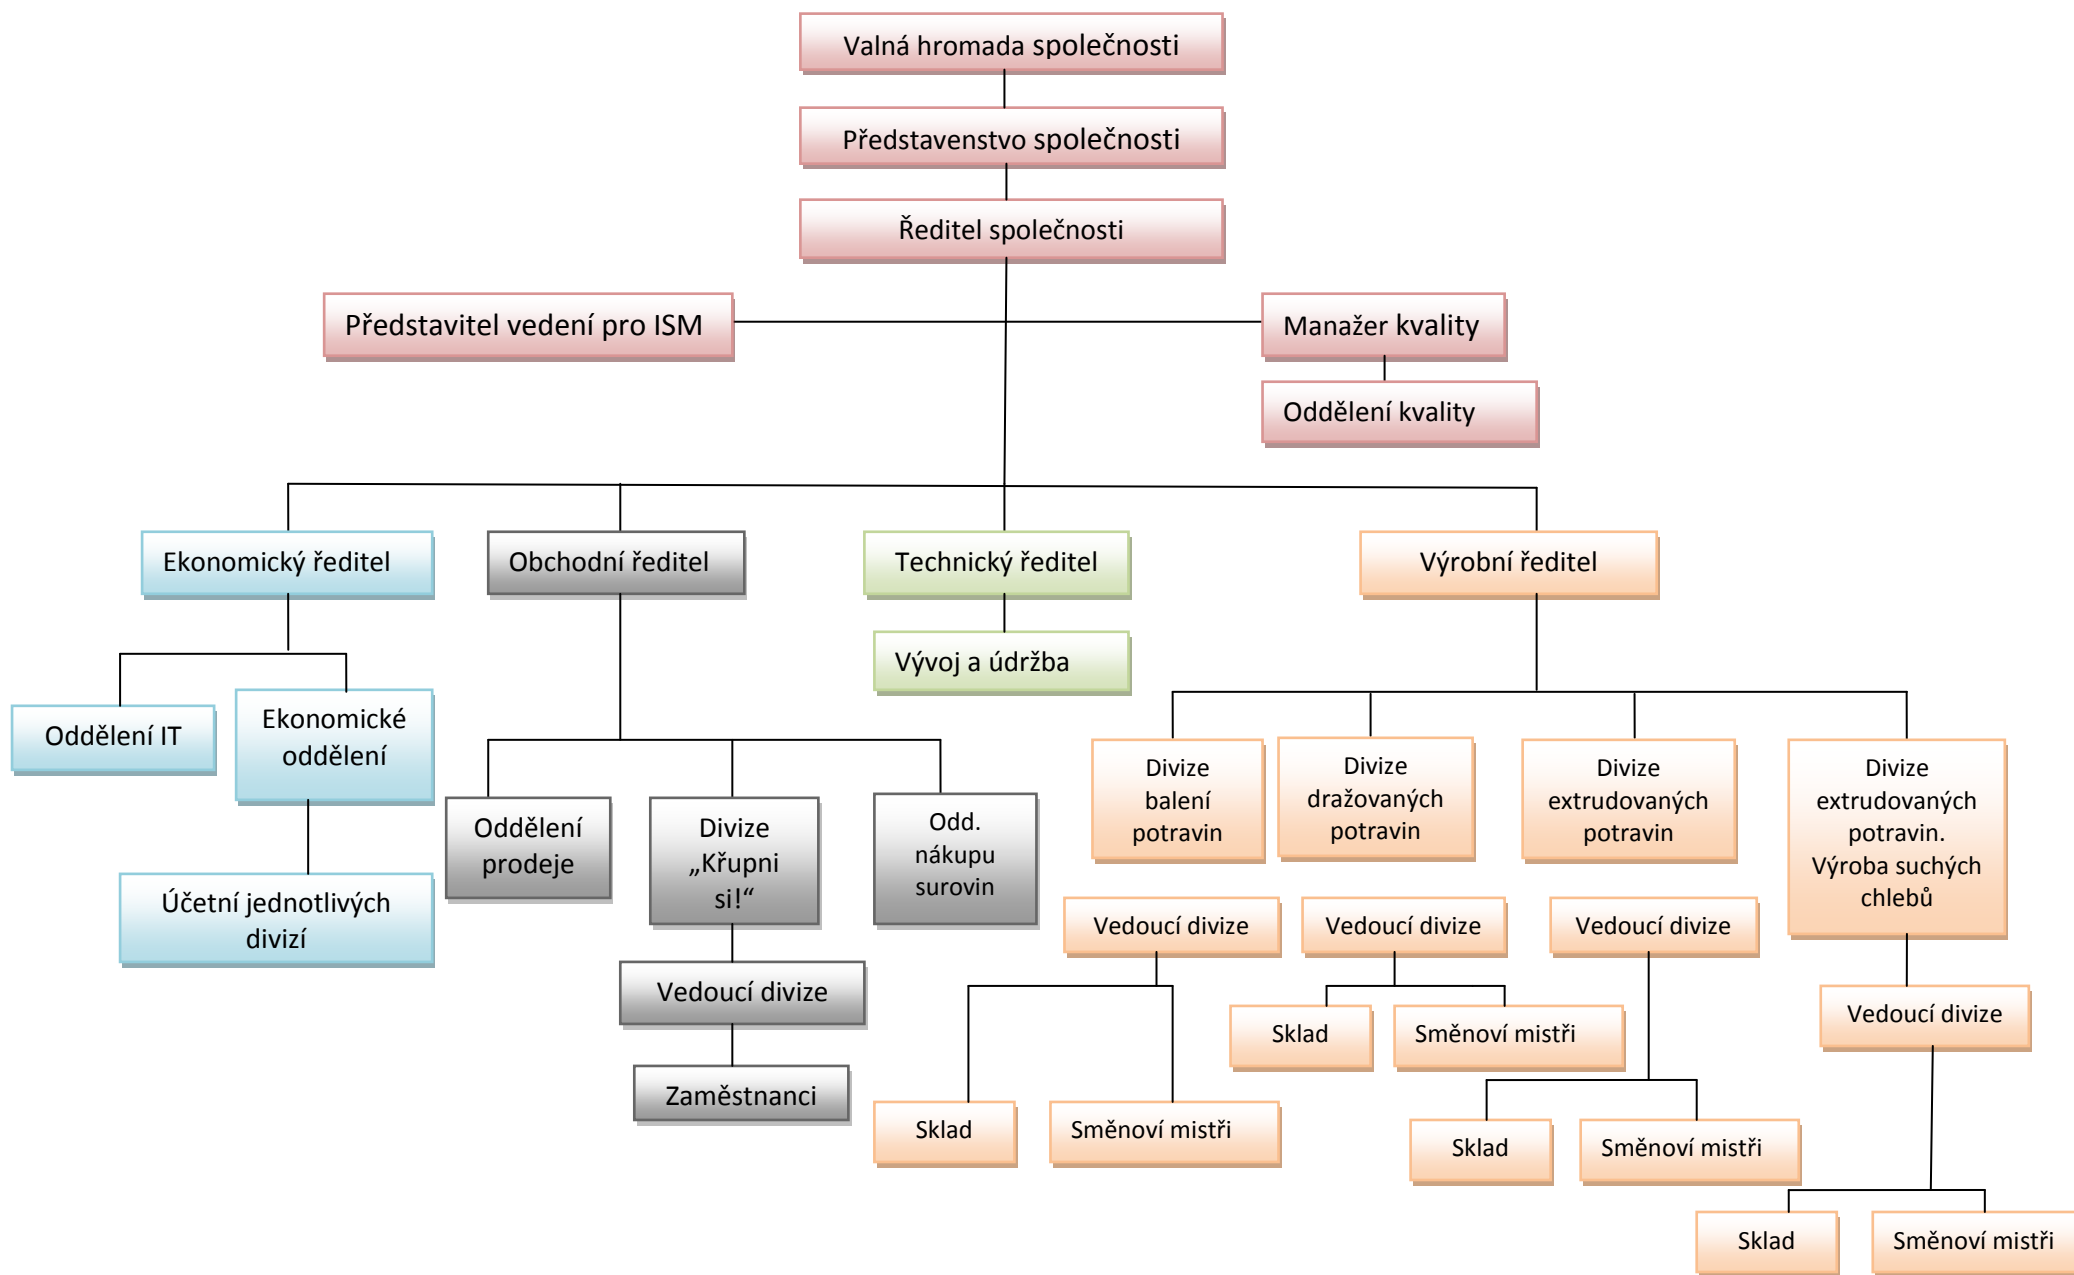 Valná hromada společnosti
Představenstvo společnosti
Ředitel společnosti
Představitel vedení pro ISM
Manažer kvality
Oddělení kvality
Ekonomický ředitel
Obchodní ředitel
Technický ředitel
Výrobní ředitel
Vývoj a údržba
Oddělení IT
Ekonomické
oddělení
Účetní jednotlivých
divizí
Oddělení
prodeje
Divize
„Křupni
si!“
Odd.
nákupu
surovin
Vedoucí divize
Zaměstnanci
Divize
balení
potravin
Divize
dražovaných
potravin
Divize
extrudovaných
potravin
Divize
extrudovaných
potravin.
Výroba suchých
chlebů
Vedoucí divize
Vedoucí divize
Vedoucí divize
Vedoucí divize
Sklad
Směnoví mistři
Sklad
Směnoví mistři
Sklad
Směnoví mistři
Sklad
Směnoví mistři